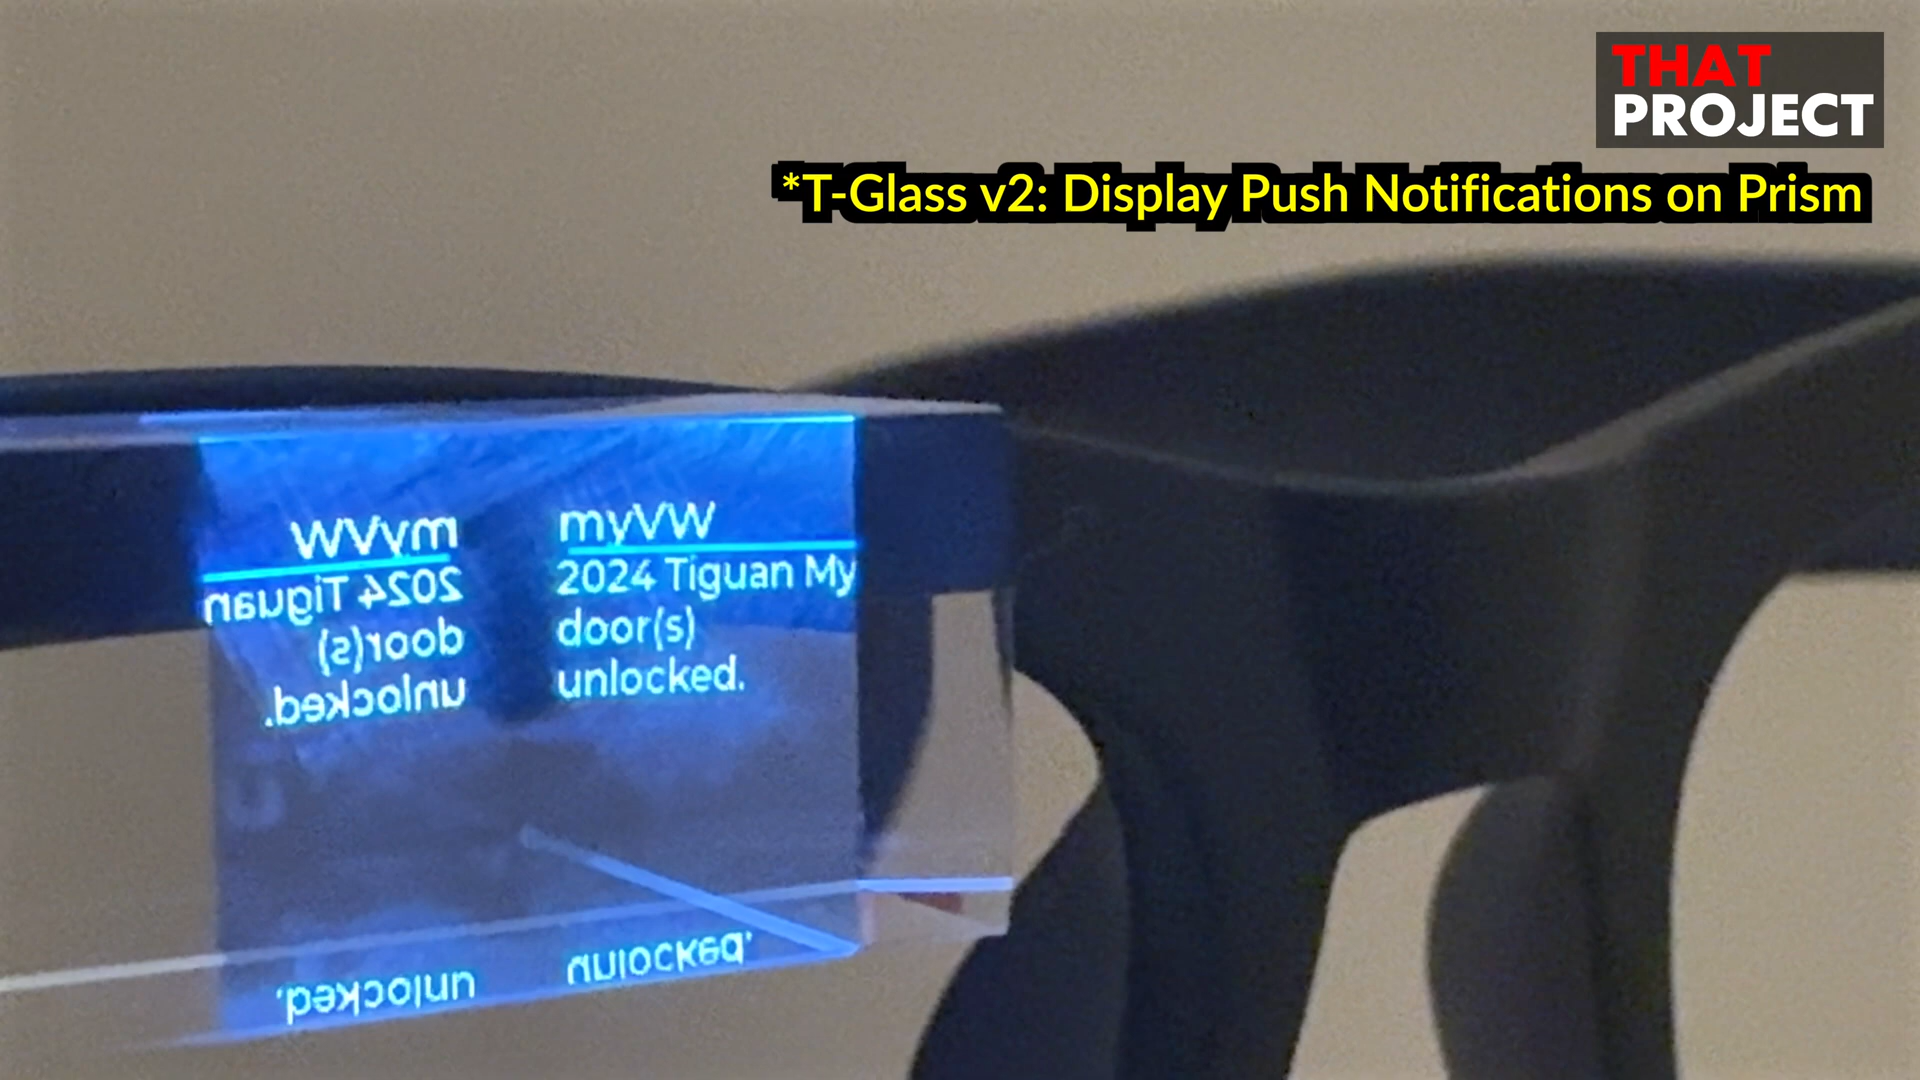 THAT
PROJECT
*T-Glass v2: Display Push Notifications on Prism
myVW
2024 Tiguan My
door(s)
unlocked.
myVW
2024 Tiguan
door(s)
unlocked.
unlocked.
unlocked.